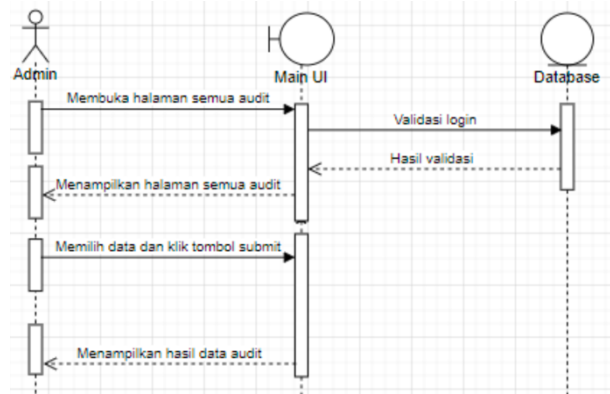 Admin
Main UI
Database
Membuka halaman semua audit
Validasi login
Hasil validasi
Menampilkan halaman semua audit
Memilih data dan klik tombol submit
Menampilkan hasil data audit